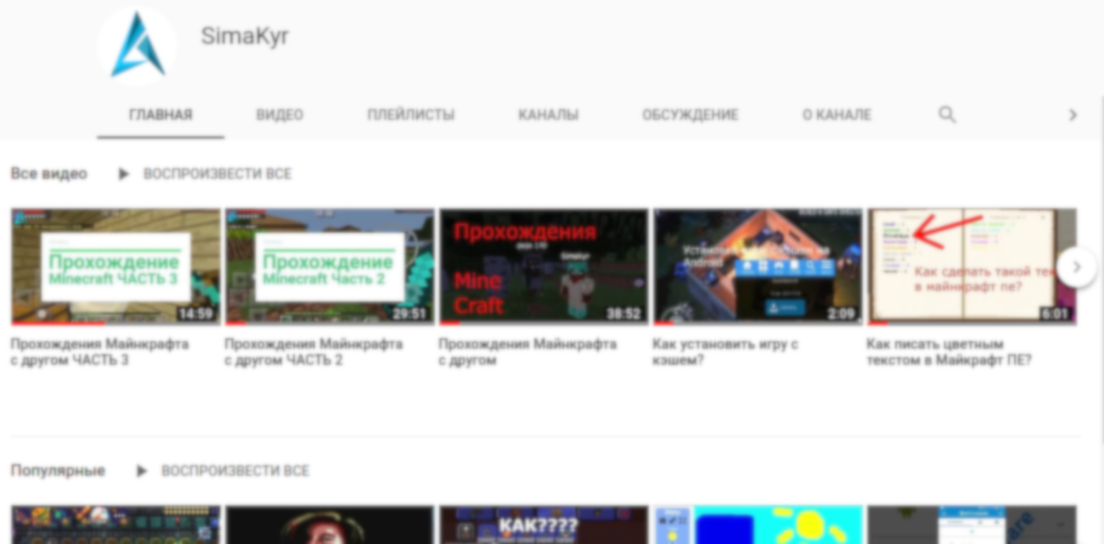 SimaKyr
ГЛАВНАЯ ВИДЕО ПЛЕЙЛИСТЫ КАНАЛЫ ОБСУЖДЕНИЕ О КАНАЛЕ
Все видео ВОСПРОИЗВЕСТИ ВСЕ
Прохождение
Minecraft ЧАСТЬ 3
14:59
Прохождение
Minecraft Часть 2
29:51
Прохождения
SimaKyr
Mine
Craft
38:52
Android
2:09
Как сделать такой тек
в майнкрафт пе?
6:01
Прохождения Майнкрафта
с другом ЧАСТЬ 3
Прохождения Майнкрафта
с другом ЧАСТЬ 2
Прохождения Майнкрафта
с другом
Как установить игру с
кэшем?
Как писать цветным
текстом в Майкрафт ПЕ?
Популярные ВОСПРОИЗВЕСТИ ВСЕ
КАК????